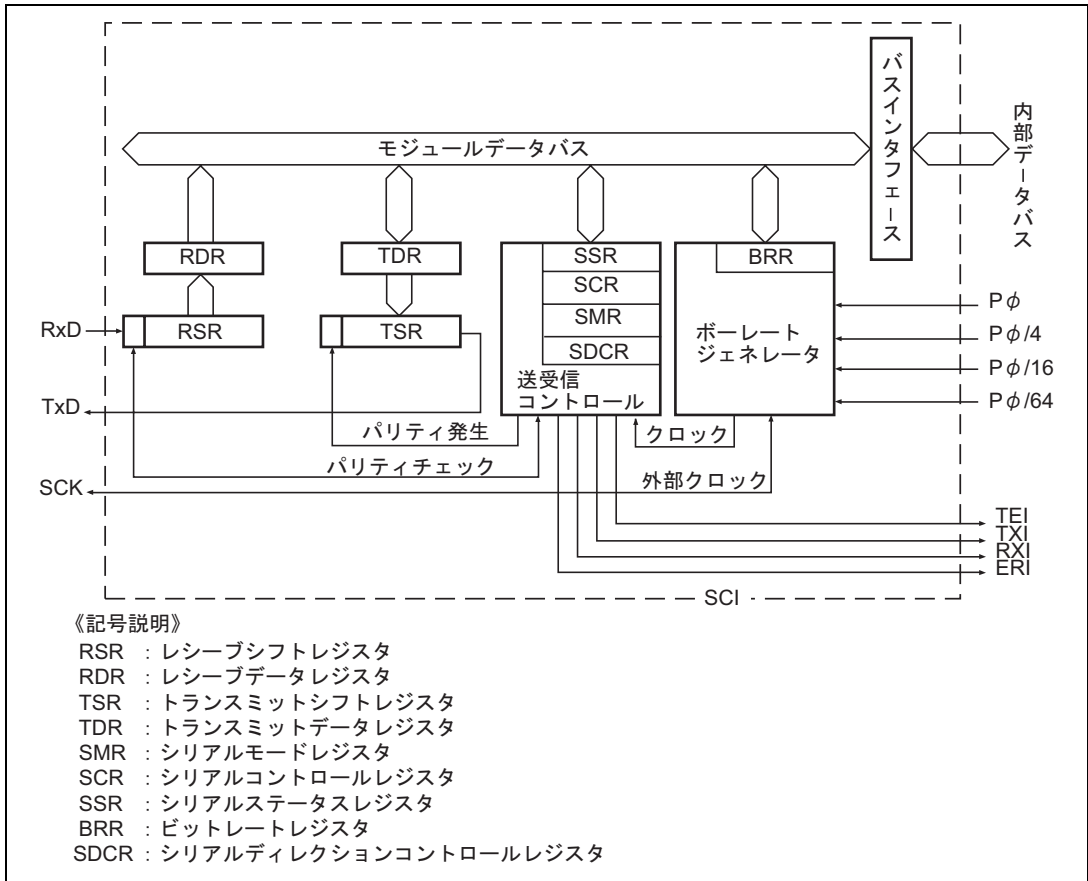 バスインタフェース
内部データバス
モジュールデータバス
RDR
TDR
SSR
BRR
SCR
RSR
TSR
SMR
SDCR
送受信
コントロール
ボーレート
ジェネレータ
RxD
TxD
SCK
Pφ
Pφ/4
Pφ/16
Pφ/64
パリティ発生
クロック
パリティチェック
外部クロック
TEI
TXI
RXI
ERI
SCI
《記号説明》
RSR : レシーブシフトレジスタ
RDR : レシーブデータレジスタ
TSR : トランスミットシフトレジスタ
TDR : トランスミットデータレジスタ
SMR : シリアルモードレジスタ
SCR : シリアルコントロールレジスタ
SSR : シリアルステータスレジスタ
BRR : ビットレートレジスタ
SDCR : シリアルディレクションコントロールレジスタ